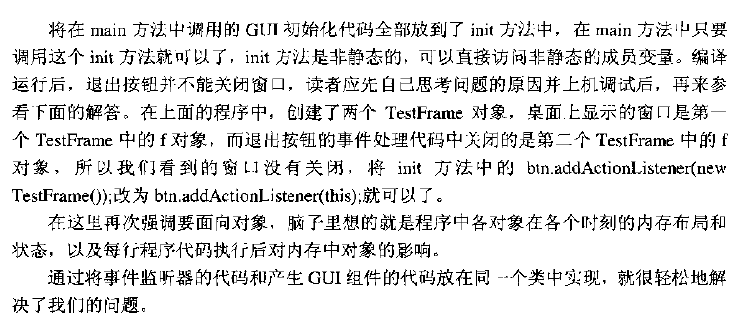 将在 main 方法中调用的 GUI 初始化代码全部放到了 init 方法中，在 main 方法中只要
调用这个 init 方法就可以了，init 方法是非静态的，可以直接访问非静态的成员变量。编译
运行后，退出按钮并不能关闭窗口，读者应先自己思考问题的原因并上机调试后，再来参
看下面的解答。在上面的程序中，创建了两个 TestFrame 对象，桌面上显示的窗口是第一
个 TestFrame 中的 f 对象，而退出按钮的事件处理代码中关闭的是第二个 TestFrame 中的 f
对象，所以我们看到的窗口没有关闭，将 init 方法中的 btn.addActionListener(new
TestFrame());改为 btn.addActionListener(this);就可以了。
在这里再次强调要面向对象，脑子里想的就是程序中各对象在各个时刻的内存布局和
状态，以及每行程序代码执行后对内存中对象的影响。
通过将事件监听器的代码和产生 GUI 组件的代码放在同一个类中实现，就很轻松地解
决了我们的问题。